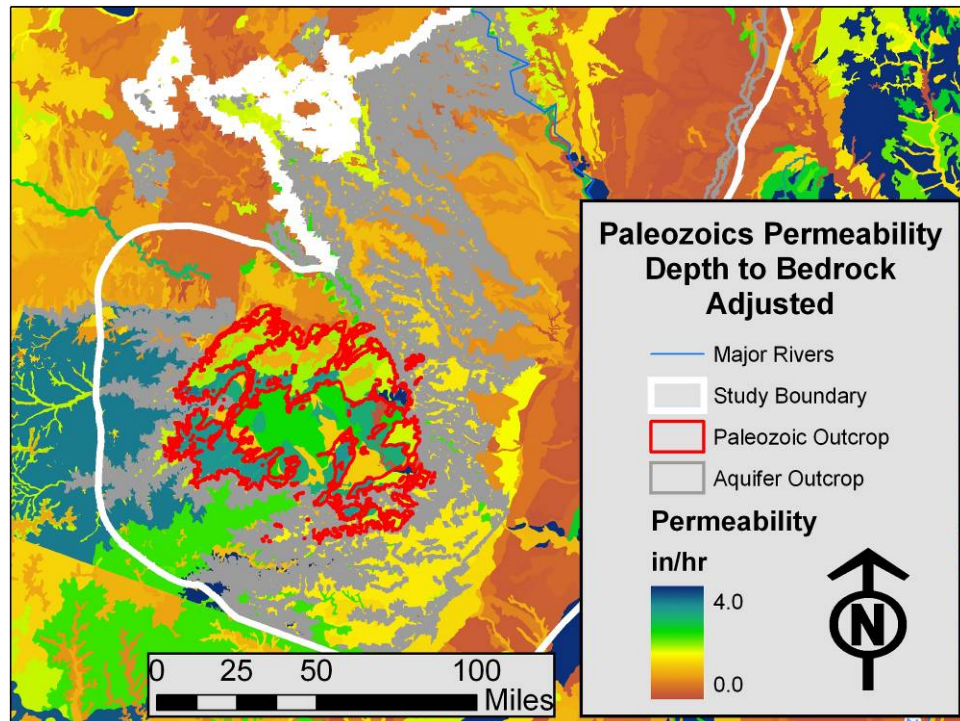 Paleozoics Permeability
Depth to Bedrock
Adjusted
Major Rivers
Study Boundary
Paleozoic Outcrop
Aquifer Outcrop
Permeability
in/hr
4.0
0.0
N
0 25 50 100
Miles